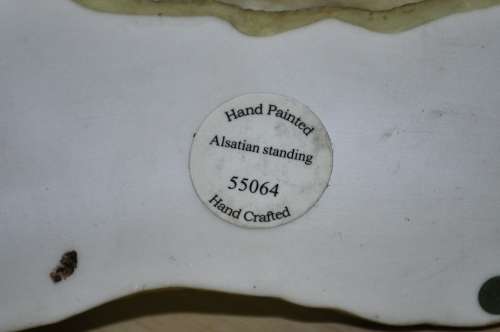 Hand Painted
Alsatian standing
55064
Hand Crafted